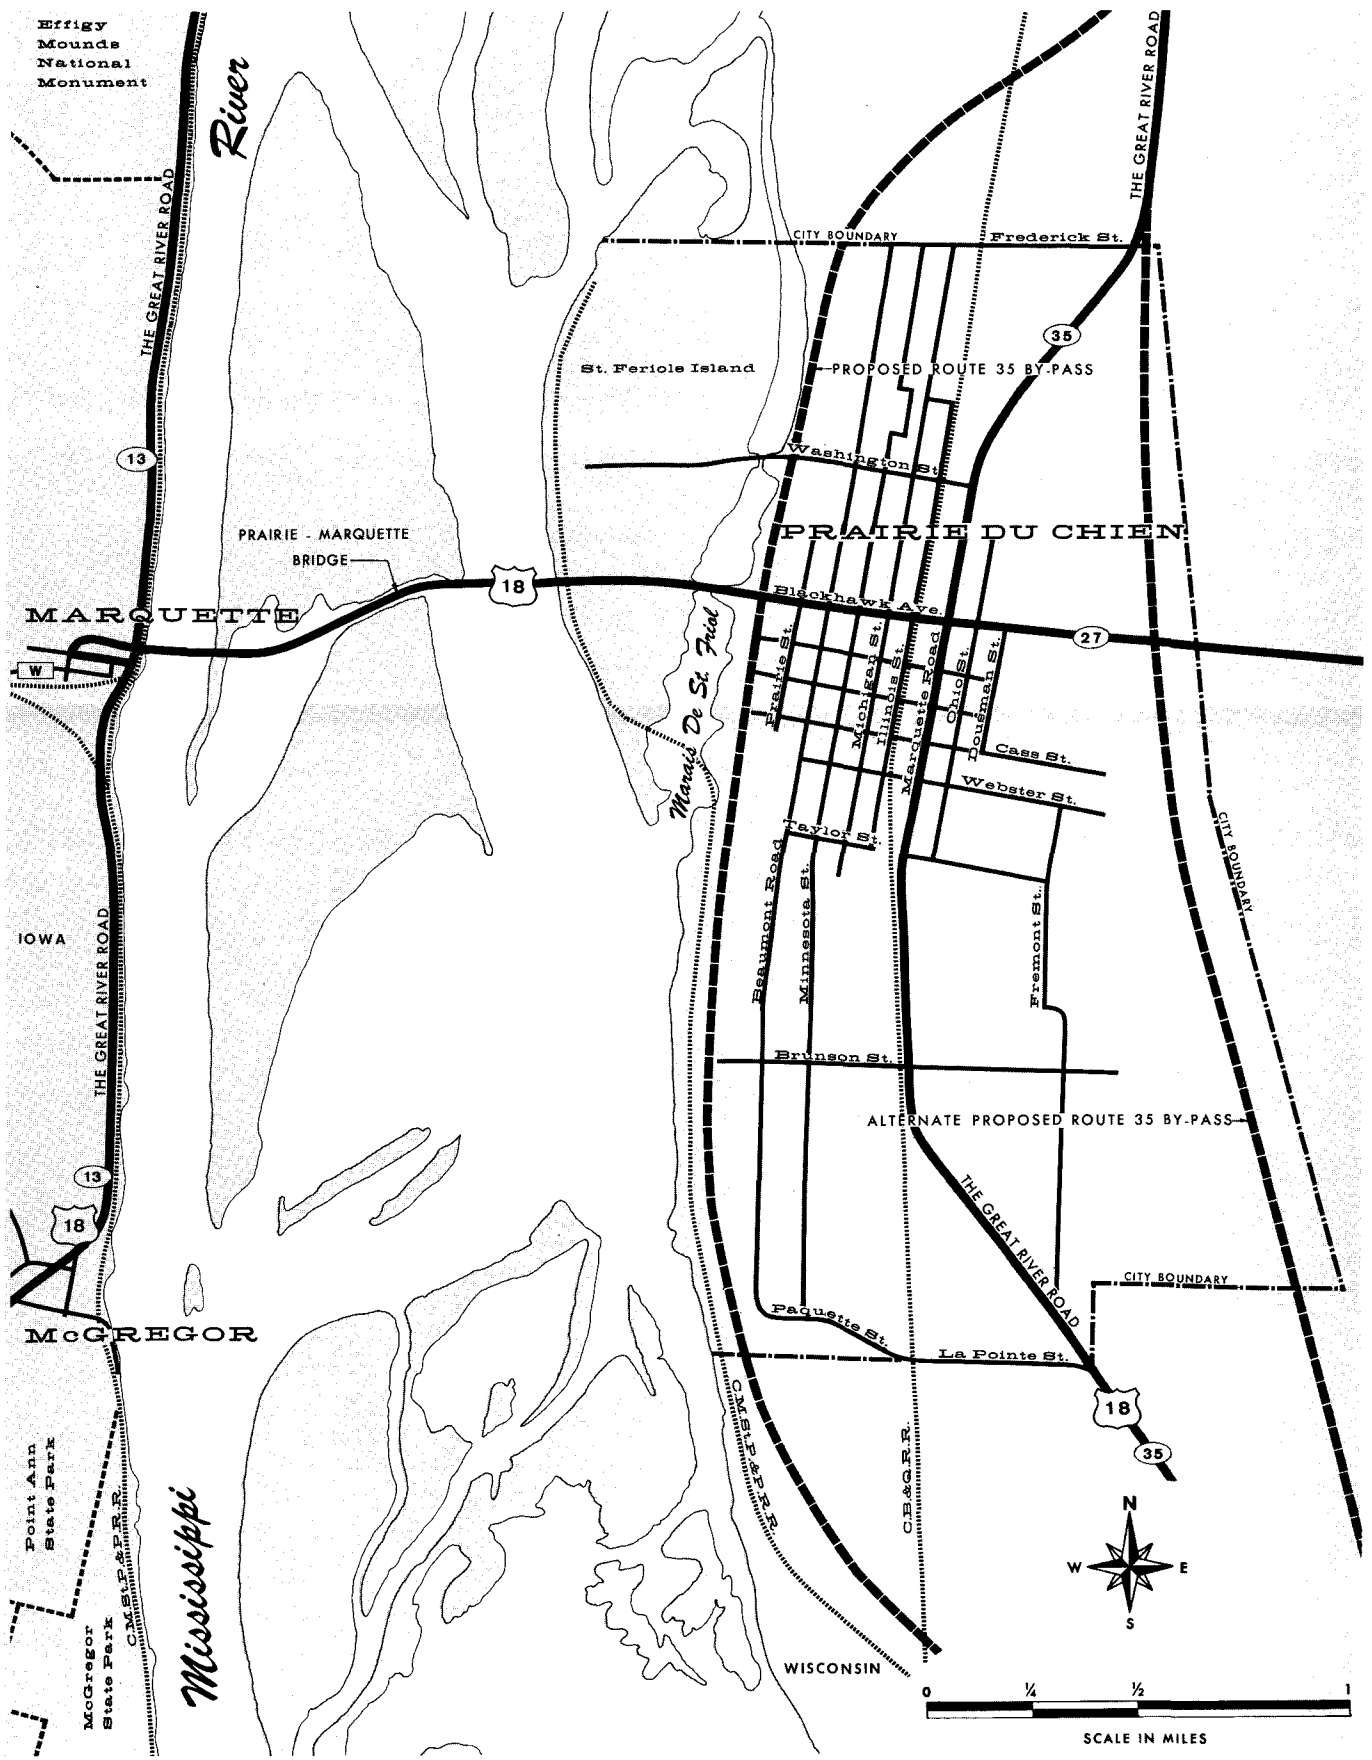 Effigy
Mounds
National
Monument
River
THE GREAT RIVER ROAD
THE GREAT RIVER ROAD
CITY BOUNDARY
Frederick St.
35
St. Feriole Island
PROPOSED ROUTE 35 BY-PASS
13
Washington St.
PRAIRIE - MARQUETTE
BRIDGE
PRAIRIE DU CHIEN
18
MARQUETTE
Blackhawk Ave.
27
W
Marais De St. Friol
Prairie St.
Michigan St.
Illinois St.
Marquette Road
Ohio St.
Dousman St.
Cass St.
Webster St.
Taylor St.
CITY BOUNDARY
Beaumont Road
Minnesota St.
Fremont St.
IOWA
THE GREAT RIVER ROAD
Brunson St.
ALTERNATE PROPOSED ROUTE 35 BY-PASS
13
18
THE GREAT RIVER ROAD
CITY BOUNDARY
McGREGOR
Paquette St.
La Pointe St.
18
35
C.M.St.P.&P.R.R.
C.B.&Q.R.R.
Point Ann
State Park
C.M.St.P.&P.R.R.
Mississippi
McGregor
State Park
N
W
E
S
WISCONSIN
0 ¼ ½ 1
SCALE IN MILES